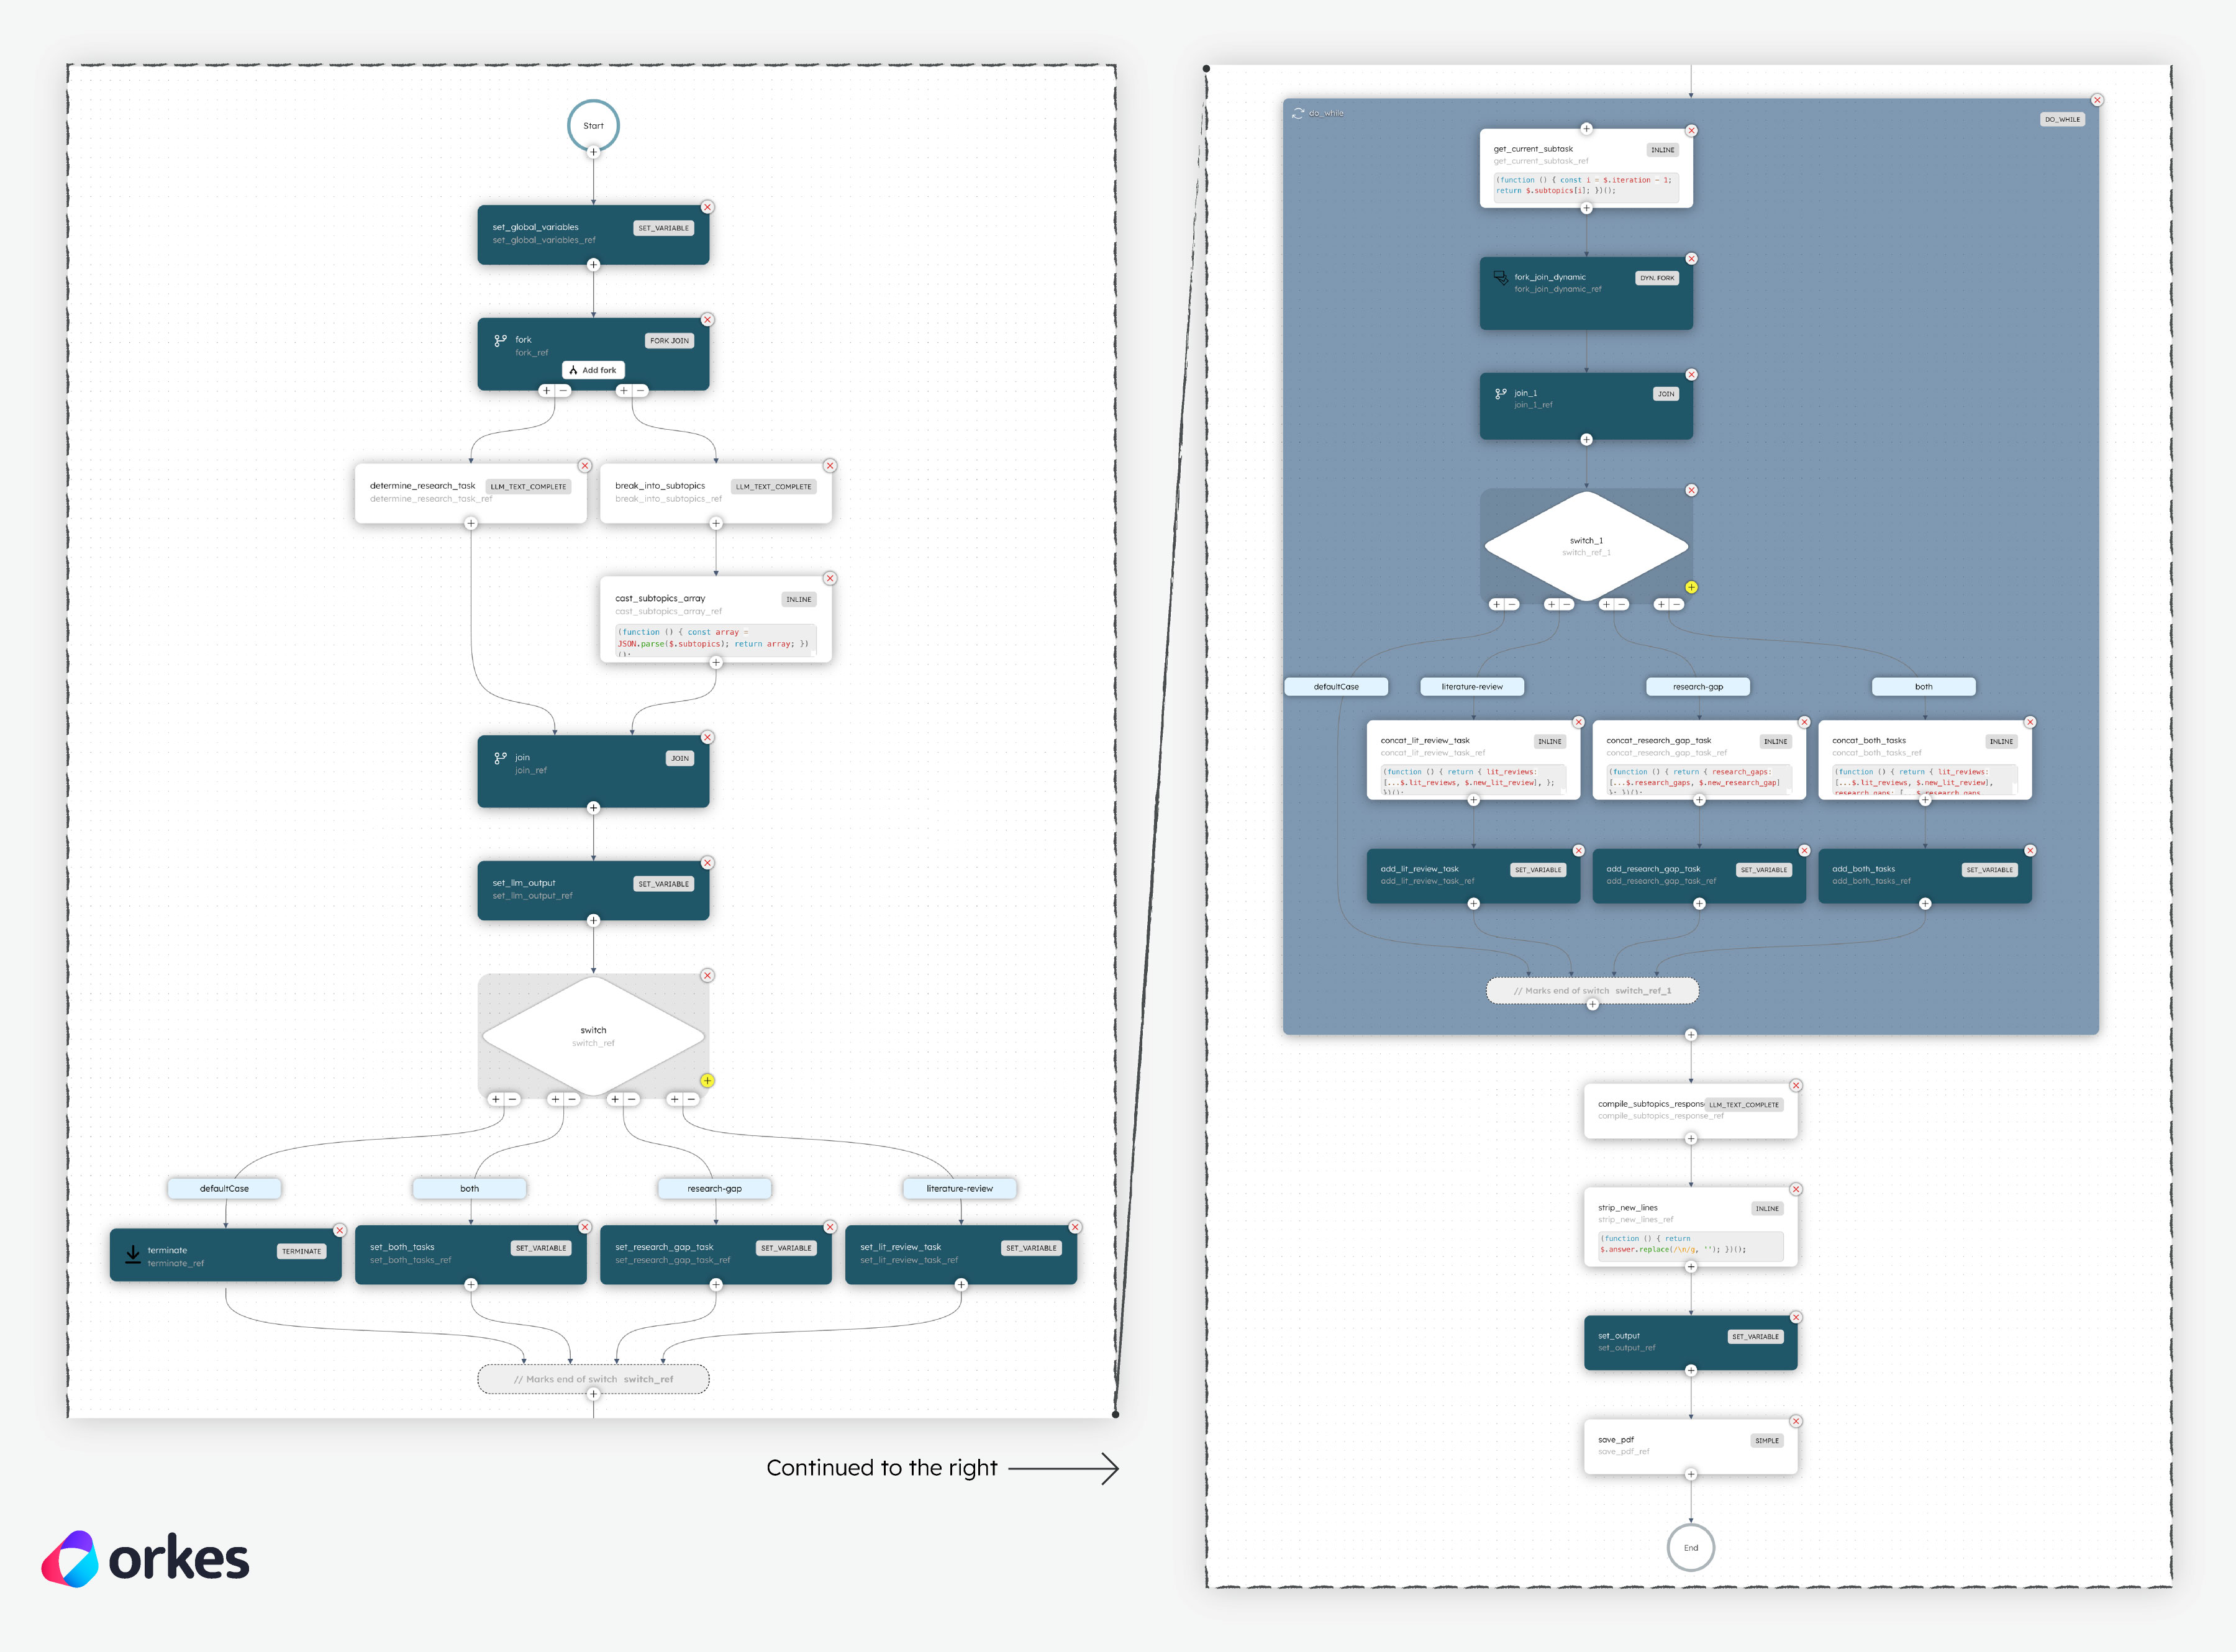 Start
set_global_variables SET_VARIABLE
set_global_variables_ref
fork FORK JOIN
fork_ref
Add fork
determine_research_task LLM_TEXT_COMPLETE
determine_research_task_ref
break_into_subtopics LLM_TEXT_COMPLETE
break_into_subtopics_ref
cast_subtopics_array INLINE
cast_subtopics_array_ref
(function () { const array =
JSON.parse($.subtopics); return array; })
();
join JOIN
join_ref
set_llm_output SET_VARIABLE
set_llm_output_ref
switch
switch_ref
defaultCase
both
research-gap
literature-review
terminate TERMINATE
terminate_ref
set_both_tasks SET_VARIABLE
set_both_tasks_ref
set_research_gap_task SET_VARIABLE
set_research_gap_task_ref
set_lit_review_task SET_VARIABLE
set_lit_review_task_ref
// Marks end of switch switch_ref
Continued to the right
orkes
do_while DO_WHILE
get_current_subtask INLINE
get_current_subtask_ref
(function () { const i = $.iteration - 1;
return $.subtopics[i]; })();
fork_join_dynamic DYN. FORK
fork_join_dynamic_ref
join_1 JOIN
join_1_ref
switch_1
switch_ref_1
defaultCase
literature-review
research-gap
both
concat_lit_review_task INLINE
concat_lit_review_task_ref
(function () { return { lit_reviews:
[...$.lit_reviews, $.new_lit_review], };
})();
concat_research_gap_task INLINE
concat_research_gap_task_ref
(function () { return { research_gaps:
[...$.research_gaps, $.new_research_gap]
}; })();
concat_both_tasks INLINE
concat_both_tasks_ref
(function () { return { lit_reviews:
[...$.lit_reviews, $.new_lit_review],
research_gaps: [...$.research_gaps,
add_lit_review_task SET_VARIABLE
add_lit_review_task_ref
add_research_gap_task SET_VARIABLE
add_research_gap_task_ref
add_both_tasks SET_VARIABLE
add_both_tasks_ref
// Marks end of switch switch_ref_1
compile_subtopics_respons LLM_TEXT_COMPLETE
compile_subtopics_response_ref
strip_new_lines INLINE
strip_new_lines_ref
(function () { return
$.answer.replace(/\n/g, ''); })();
set_output SET_VARIABLE
set_output_ref
save_pdf SIMPLE
save_pdf_ref
End